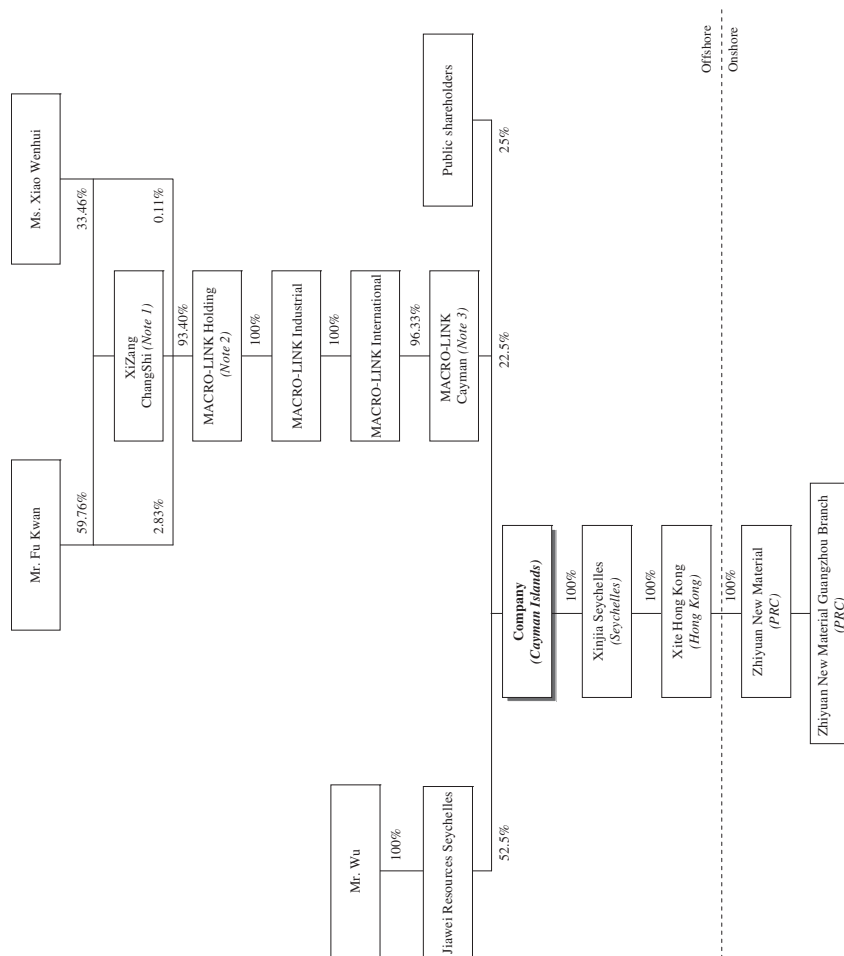 Mr. Fu Kwan
Ms. Xiao Wenhui
59.76%
33.46%
XiZang
ChangShi (Note 1)
2.83%
0.11%
93.40%
MACRO-LINK Holding
(Note 2)
100%
MACRO-LINK Industrial
100%
Mr. Wu
MACRO-LINK International
100%
96.33%
Jiawei Resources Seychelles
MACRO-LINK
Cayman (Note 3)
Public shareholders
52.5%
22.5%
25%
Company
(Cayman Islands)
100%
Xinjia Seychelles
(Seychelles)
100%
Xite Hong Kong
(Hong Kong)
Offshore
100%
Onshore
Zhiyuan New Material
(PRC)
Zhiyuan New Material Guangzhou Branch
(PRC)